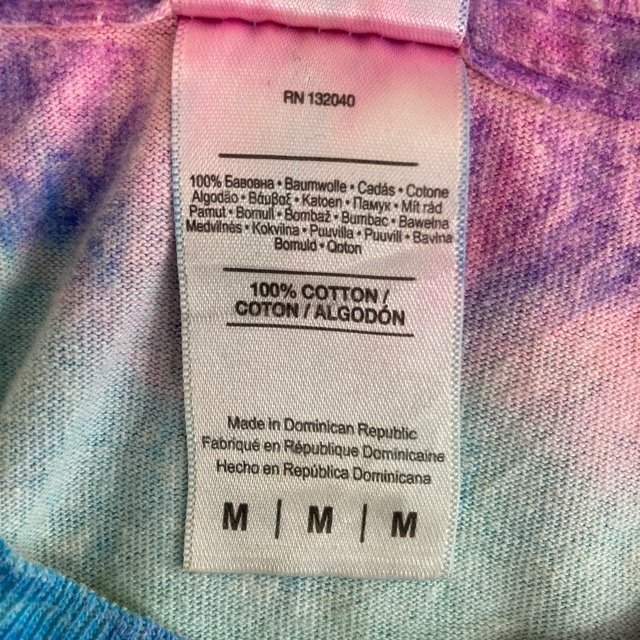 RN 132040
100% Бавовна • Baumwolle • Cadás • Cotone
Algodão • Βάμβαξ • Katoen • Памук • Mít rád
Pamut • Bomull • Bombaž • Bumbac • Bawełna
Medvilnės • Kokvilna • Puuvilla • Puuvill • Bavlna
Bomuld • Qoton
100% COTTON /
COTON / ALGODÓN
Made in Dominican Republic
Fabriqué en République Dominicaine
Hecho en República Dominicana
M | M | M